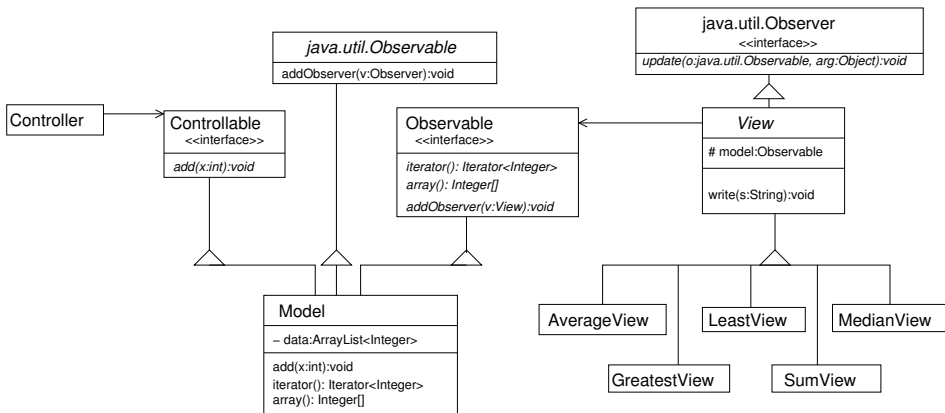 java.util.Observable
addObserver(v:Observer):void
java.util.Observer
<<interface>>
update(o:java.util.Observable, arg:Object):void
Controller
Controllable
<<interface>>
add(x:int):void
Observable
<<interface>>
iterator(): Iterator<Integer>
array(): Integer[]
addObserver(v:View):void
View
# model:Observable
write(s:String):void
Model
– data:ArrayList<Integer>
add(x:int):void
iterator(): Iterator<Integer>
array(): Integer[]
AverageView
LeastView
MedianView
GreatestView
SumView